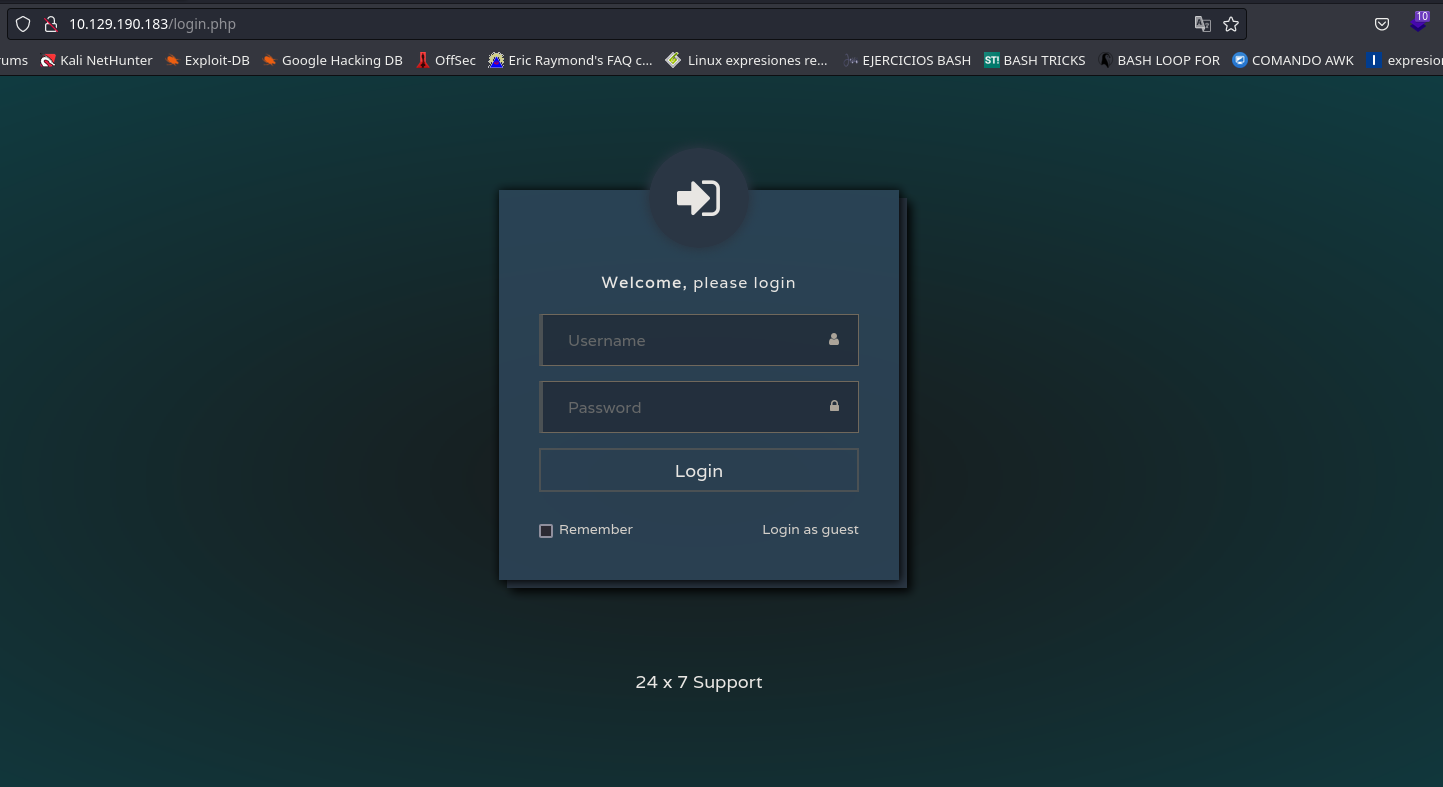 10.129.190.183/login.php
10
ums Kali NetHunter Exploit-DB Google Hacking DB OffSec Eric Raymond's FAQ c... Linux expresiones re... EJERCICIOS BASH ST! BASH TRICKS BASH LOOP FOR COMANDO AWK I expresion
Welcome, please login
Username
Password
Login
Remember Login as guest
24 x 7 Support